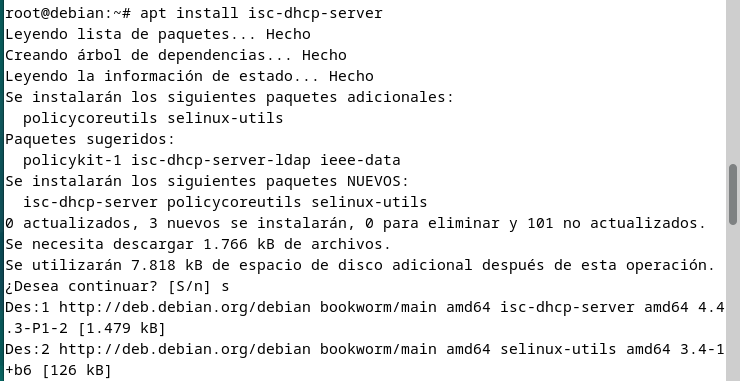 root@debian:~# apt install isc-dhcp-server
Leyendo lista de paquetes... Hecho
Creando árbol de dependencias... Hecho
Leyendo la información de estado... Hecho
Se instalarán los siguientes paquetes adicionales:
  policycoreutils selinux-utils
Paquetes sugeridos:
  policykit-1 isc-dhcp-server-ldap ieee-data
Se instalarán los siguientes paquetes NUEVOS:
  isc-dhcp-server policycoreutils selinux-utils
0 actualizados, 3 nuevos se instalarán, 0 para eliminar y 101 no actualizados.
Se necesita descargar 1.766 kB de archivos.
Se utilizarán 7.818 kB de espacio de disco adicional después de esta operación.
¿Desea continuar? [S/n] s
Des:1 http://deb.debian.org/debian bookworm/main amd64 isc-dhcp-server amd64 4.4
.3-P1-2 [1.479 kB]
Des:2 http://deb.debian.org/debian bookworm/main amd64 selinux-utils amd64 3.4-1
+b6 [126 kB]